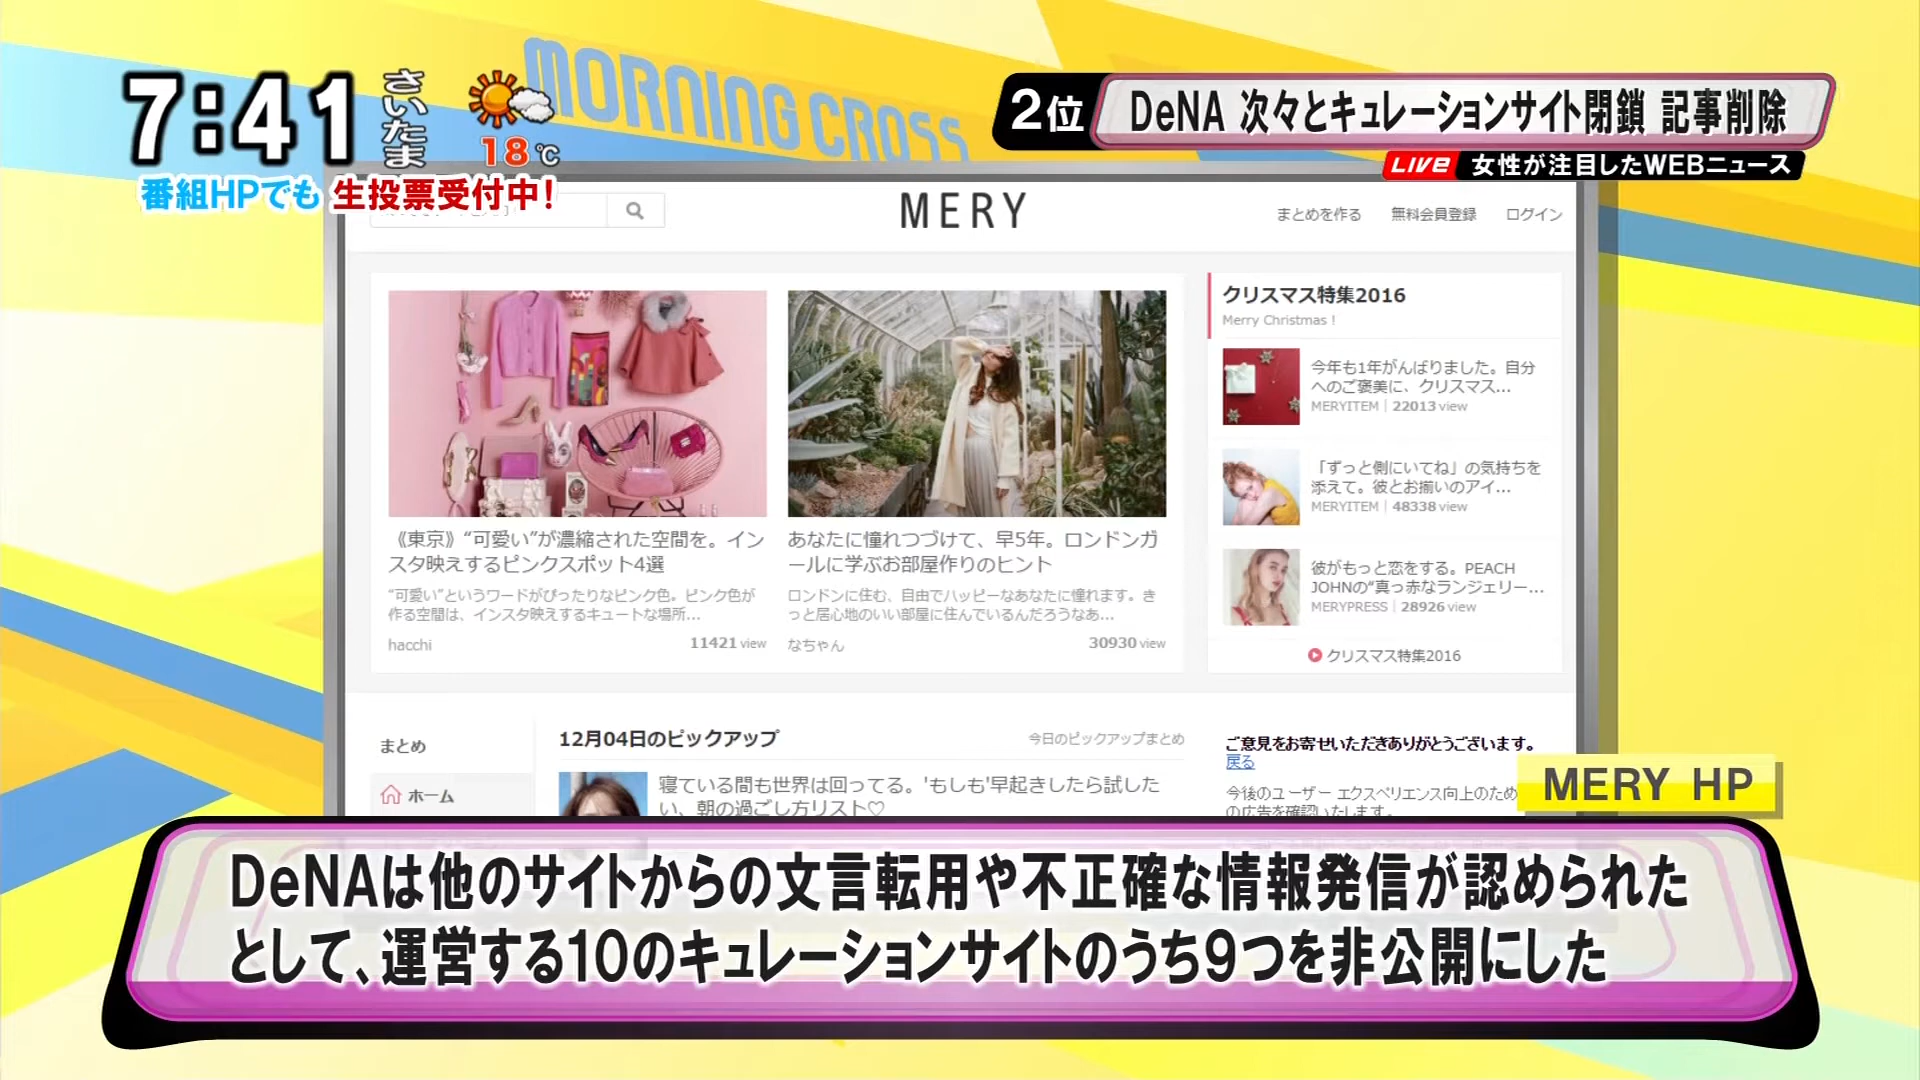 7:41
さいたま
18℃
MORNING CROSS
番組HPでも 生投票受付中!
2位 DeNA 次々とキュレーションサイト閉鎖 記事削除
LIVE 女性が注目したWEBニュース
MERY
まとめを作る 無料会員登録 ログイン
《東京》“可愛い”が濃縮された空間を。イン
スタ映えするピンクスポット4選
“可愛い”というワードがぴったりなピンク色。ピンク色が
作る空間は、インスタ映えするキュートな場所...
hacchi 11421 view
あなたに憧れつづけて、早5年。ロンドンガ
ールに学ぶお部屋作りのヒント
ロンドンに住む、自由でハッピーなあなたに憧れます。き
っと居心地のいい部屋に住んでいるんだろうなあ...
なちゃん 30930 view
クリスマス特集2016
Merry Christmas !
今年も1年がんばりました。自分
へのご褒美に、クリスマス...
MERYITEM | 22013 view
「ずっと側にいてね」の気持ちを
添えて。彼とお揃いのアイ...
MERYITEM | 48338 view
彼がもっと恋をする。PEACH
JOHNの“真っ赤なランジェリー...
MERYPRESS | 28926 view
クリスマス特集2016
まとめ
ホーム
12月04日のピックアップ
今日のピックアップまとめ
寝ている間も世界は回ってる。'もしも'早起きしたら試した
い、朝の過ごし方リスト♡
ご意見をお寄せいただきありがとうございます。
戻る
今後のユーザー エクスペリエンス向上のため
の広告を確認いたします。
MERY HP
DeNAは他のサイトからの文言転用や不正確な情報発信が認められた
として、運営する10のキュレーションサイトのうち9つを非公開にした